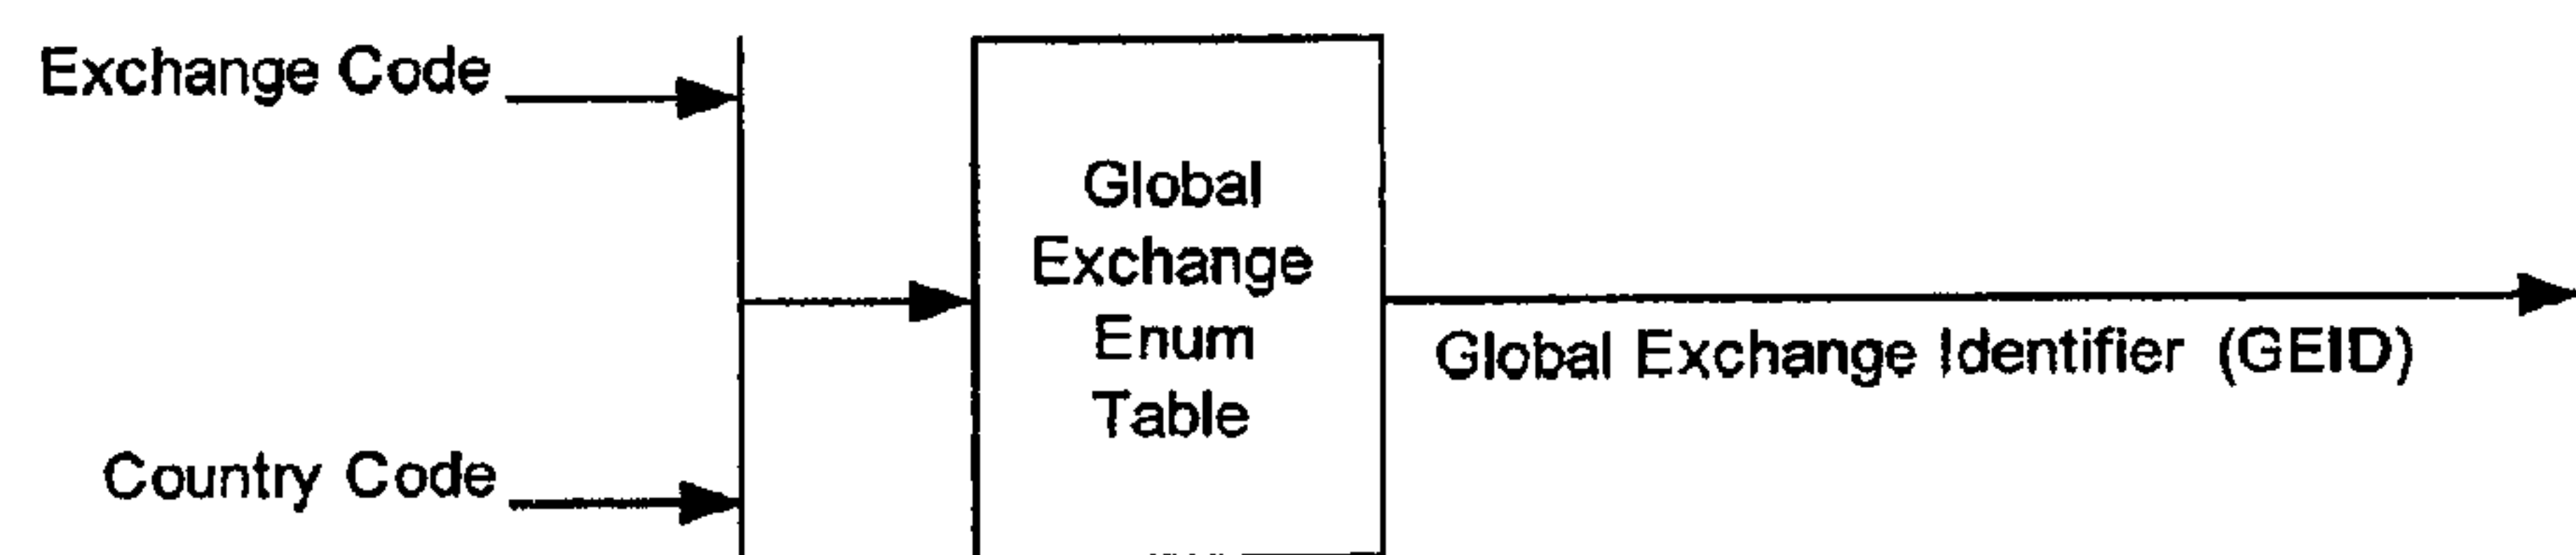 Exchange Code
Global
Exchange
Enum
Table
Global Exchange Identifier (GEID)
Country Code